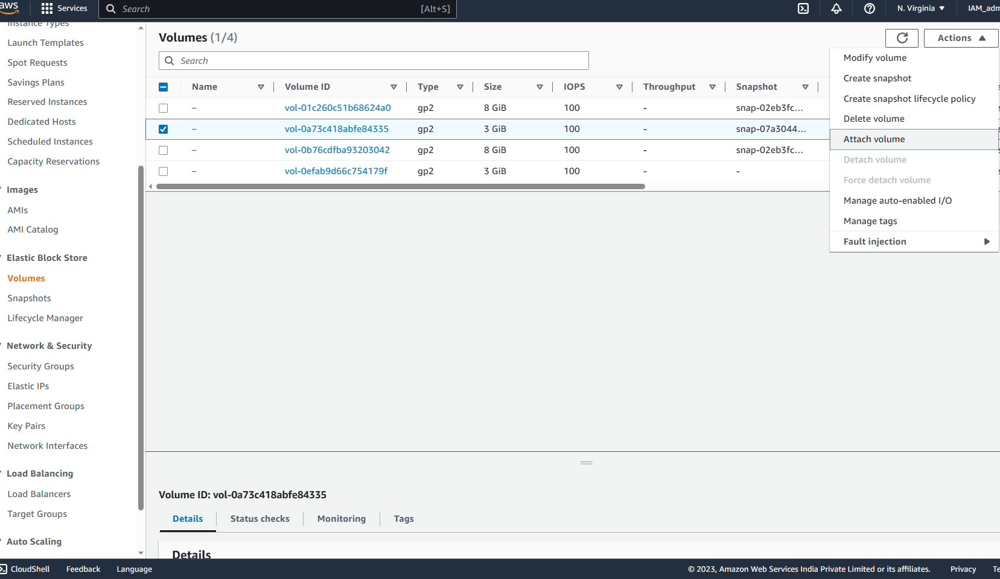 aws Services Search [Alt+S] N. Virginia IAM_adm
Instance Types
Launch Templates
Spot Requests
Savings Plans
Reserved Instances
Dedicated Hosts
Scheduled Instances
Capacity Reservations
Images
AMIs
AMI Catalog
Elastic Block Store
Volumes
Snapshots
Lifecycle Manager
Network & Security
Security Groups
Elastic IPs
Placement Groups
Key Pairs
Network Interfaces
Load Balancing
Load Balancers
Target Groups
Auto Scaling
Volumes (1/4)
Search
Name Volume ID Type Size IOPS Throughput Snapshot
– vol-01c260c51b68624a0 gp2 8 GiB 100 - snap-02eb3fc...
– vol-0a73c418abfe84335 gp2 3 GiB 100 - snap-07a3044...
– vol-0b76cdfba93203042 gp2 8 GiB 100 - snap-02eb3fc...
– vol-0efab9d66c754179f gp2 3 GiB 100 - -
Actions
Modify volume
Create snapshot
Create snapshot lifecycle policy
Delete volume
Attach volume
Detach volume
Force detach volume
Manage auto-enabled I/O
Manage tags
Fault injection
Volume ID: vol-0a73c418abfe84335
Details Status checks Monitoring Tags
Details
CloudShell Feedback Language © 2023, Amazon Web Services India Private Limited or its affiliates. Privacy Te